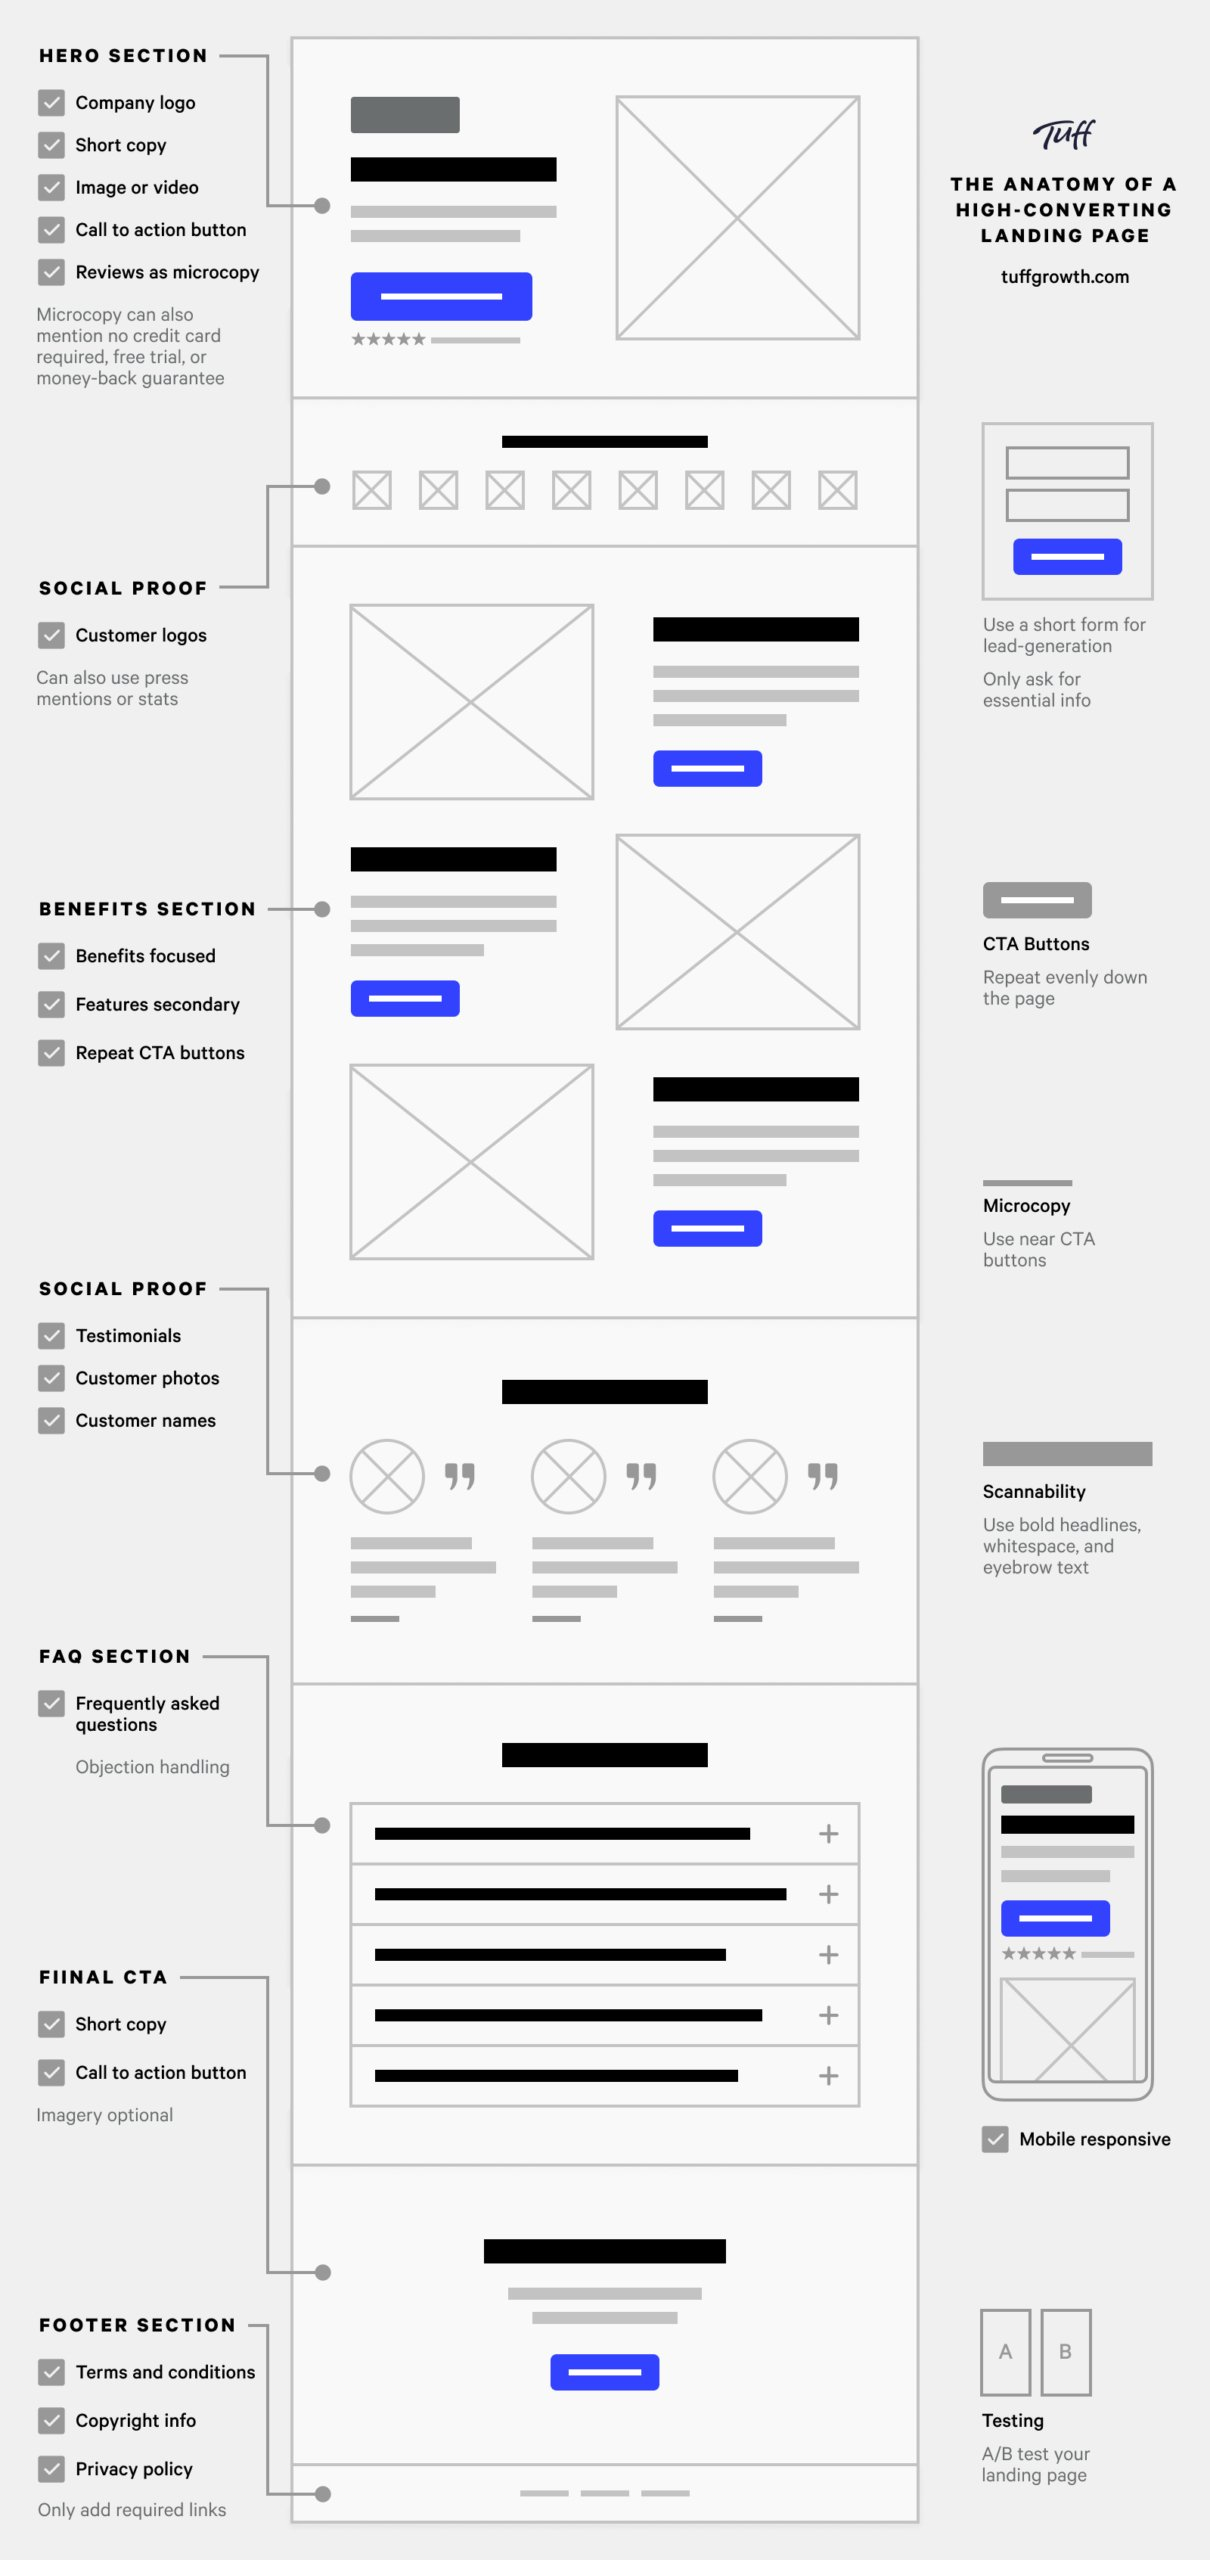 HERO SECTION
Company logo
Short copy
Image or video
Call to action button
Reviews as microcopy
Microcopy can also
mention no credit card
required, free trial, or
money-back guarantee
SOCIAL PROOF
Customer logos
Can also use press
mentions or stats
BENEFITS SECTION
Benefits focused
Features secondary
Repeat CTA buttons
SOCIAL PROOF
Testimonials
Customer photos
Customer names
FAQ SECTION
Frequently asked
questions
Objection handling
FIINAL CTA
Short copy
Call to action button
Imagery optional
FOOTER SECTION
Terms and conditions
Copyright info
Privacy policy
Only add required links
Tuff
THE ANATOMY OF A
HIGH-CONVERTING
LANDING PAGE
tuffgrowth.com
Use a short form for
lead-generation
Only ask for
essential info
CTA Buttons
Repeat evenly down
the page
Microcopy
Use near CTA
buttons
Scannability
Use bold headlines,
whitespace, and
eyebrow text
Mobile responsive
A B
Testing
A/B test your
landing page